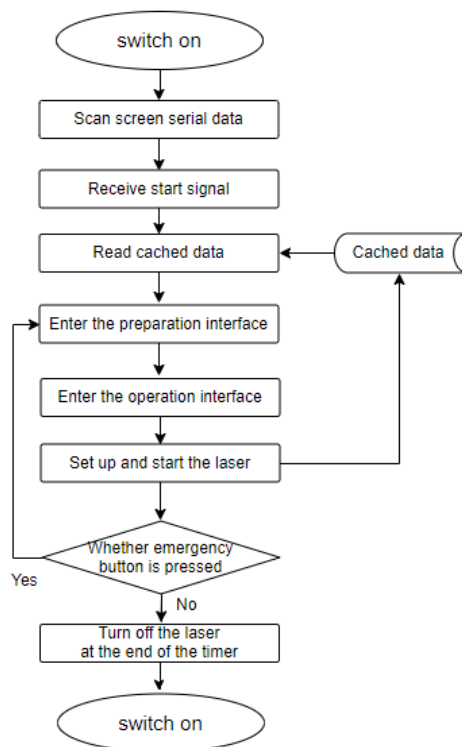 switch on
Scan screen serial data
Receive start signal
Read cached data
Cached data
Enter the preparation interface
Enter the operation interface
Set up and start the laser
Whether emergency
button is pressed
Yes
No
Turn off the laser
at the end of the timer
switch on